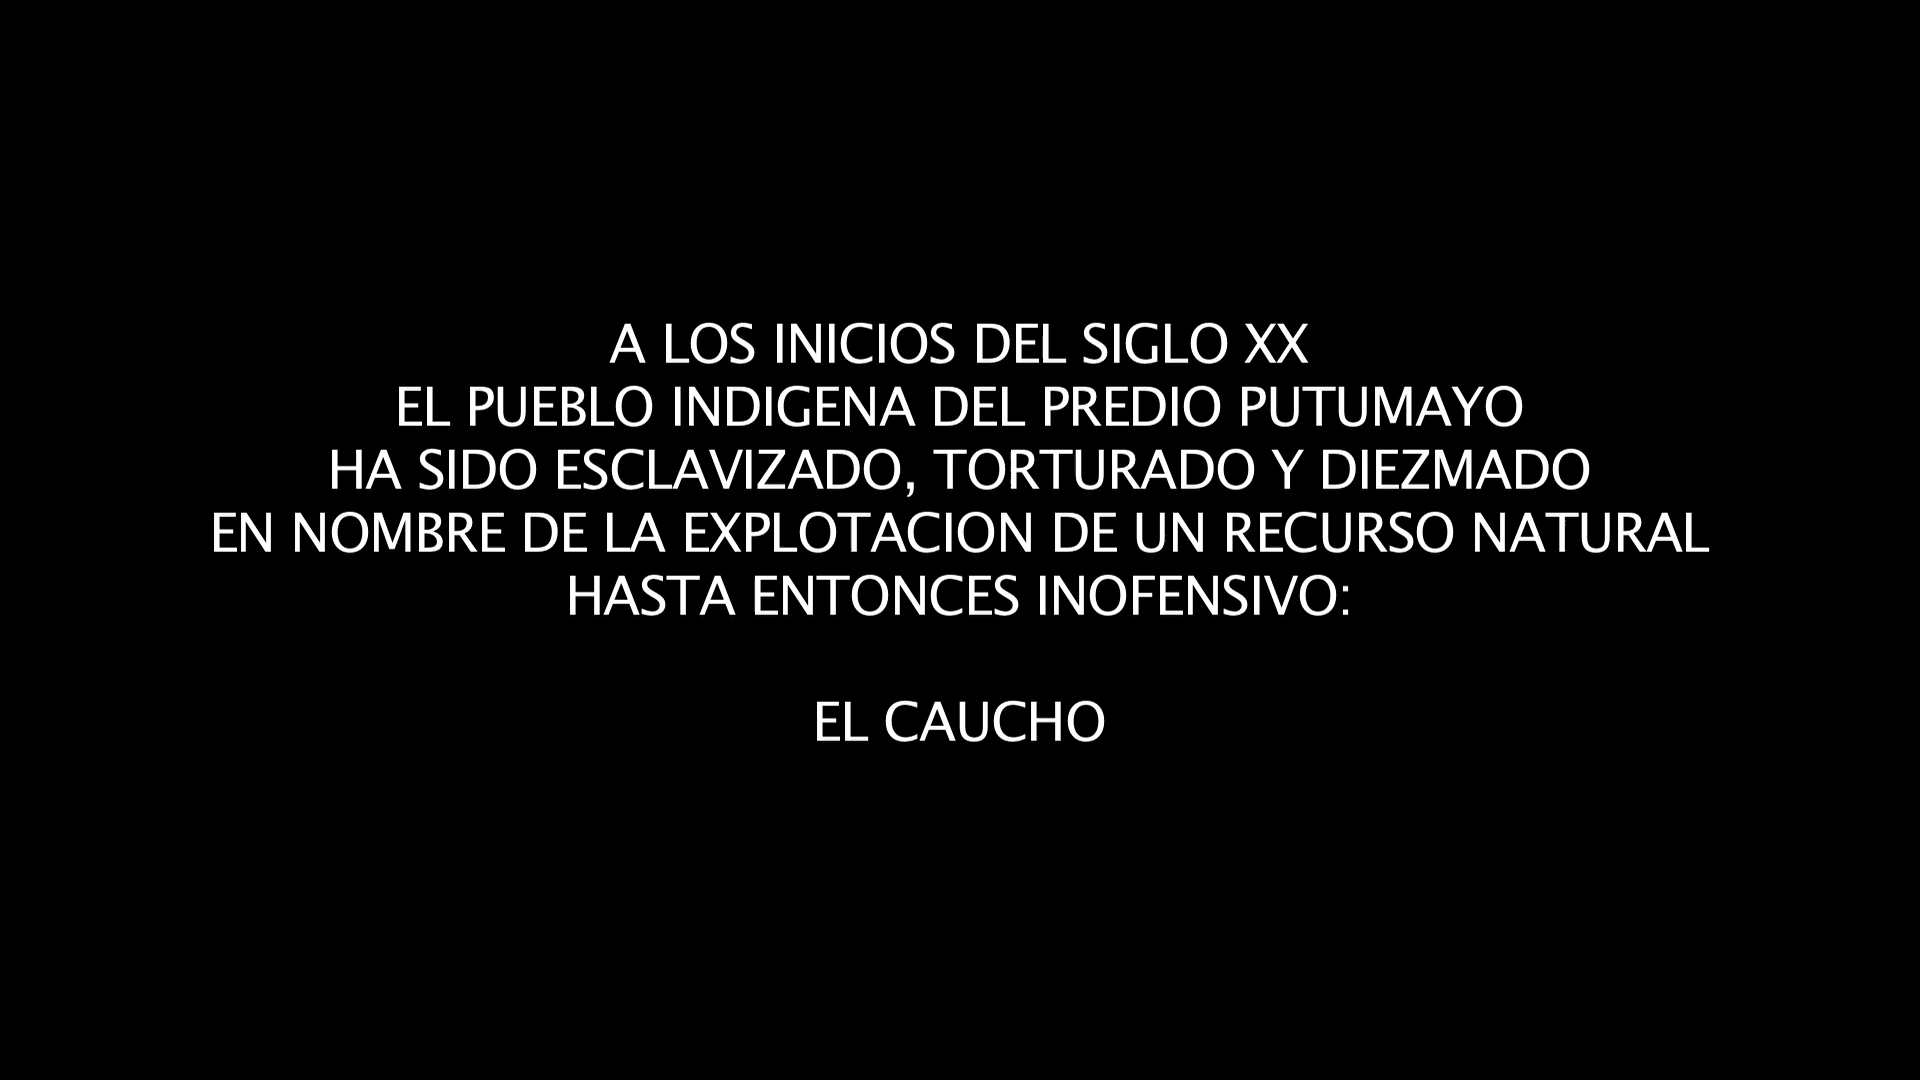 A LOS INICIOS DEL SIGLO XX
EL PUEBLO INDIGENA DEL PREDIO PUTUMAYO
HA SIDO ESCLAVIZADO, TORTURADO Y DIEZMADO
EN NOMBRE DE LA EXPLOTACION DE UN RECURSO NATURAL
HASTA ENTONCES INOFENSIVO:
EL CAUCHO